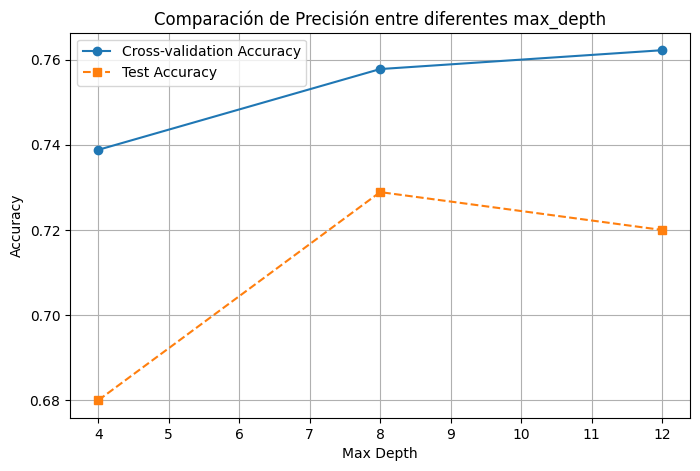 Comparación de Precisión entre diferentes max_depth
Cross-validation Accuracy
Test Accuracy
Accuracy
0.76
0.74
0.72
0.70
0.68
4 5 6 7 8 9 10 11 12
Max Depth